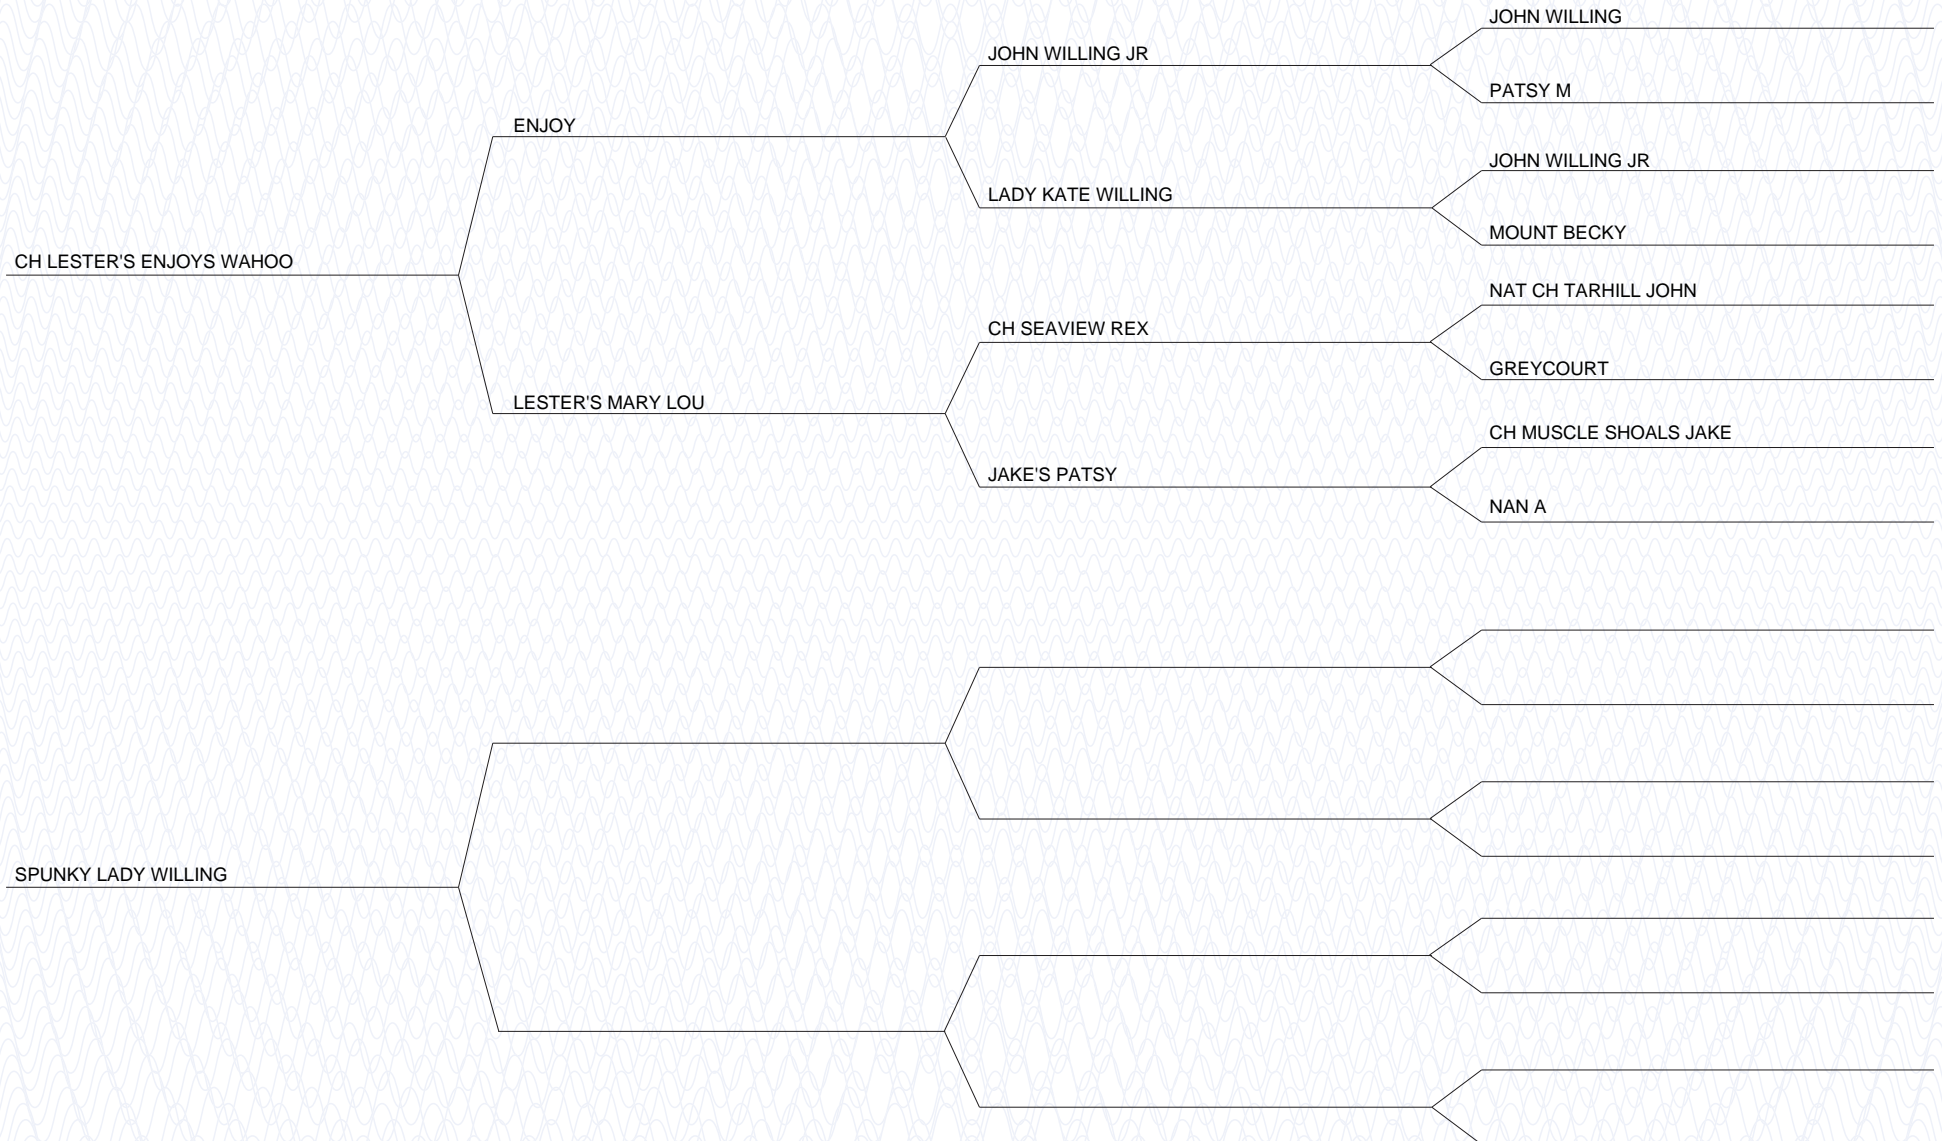 JOHN WILLING
JOHN WILLING JR
PATSY M
ENJOY
JOHN WILLING JR
LADY KATE WILLING
MOUNT BECKY
CH LESTER'S ENJOYS WAHOO
NAT CH TARHILL JOHN
CH SEAVIEW REX
GREYCOURT
LESTER'S MARY LOU
CH MUSCLE SHOALS JAKE
JAKE'S PATSY
NAN A
SPUNKY LADY WILLING